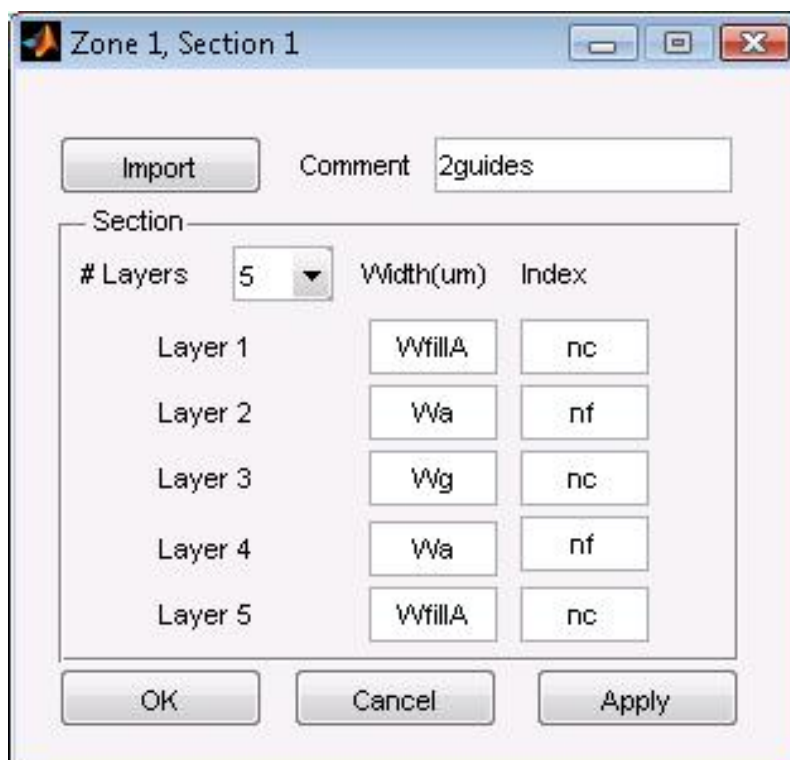 Zone 1, Section 1
Import Comment 2guides
Section
# Layers 5 Width(um) Index
Layer 1 WfillA nc
Layer 2 Wa nf
Layer 3 Wg nc
Layer 4 Wa nf
Layer 5 WfillA nc
OK Cancel Apply